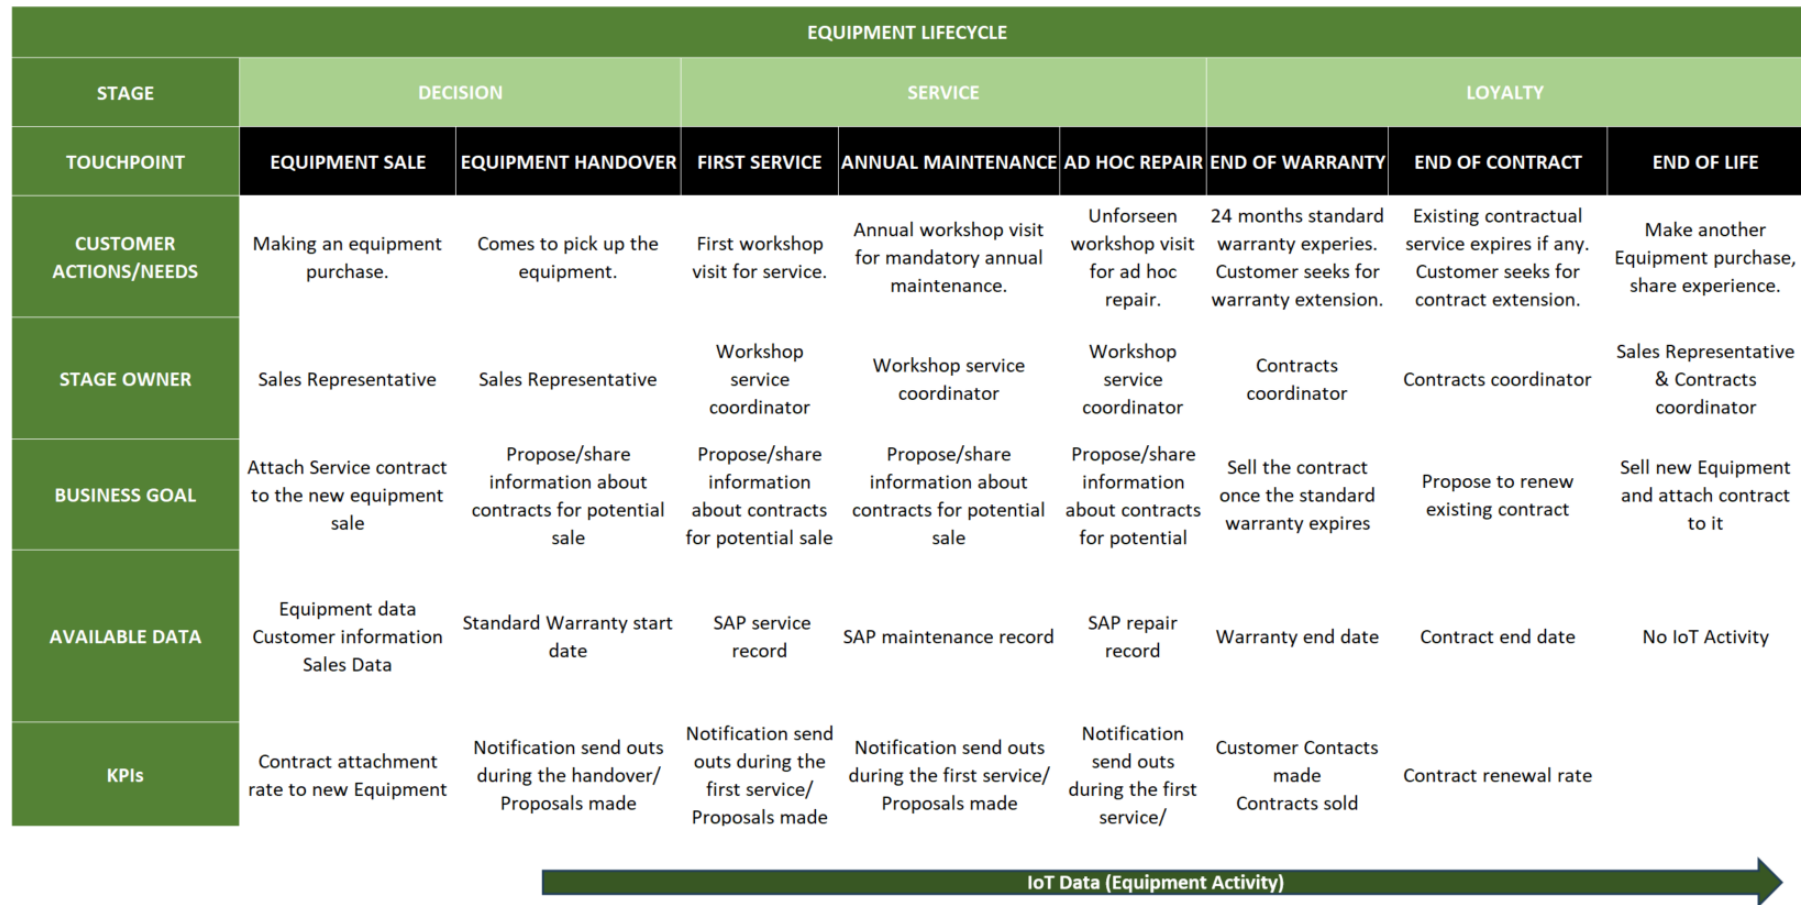 EQUIPMENT LIFECYCLE
STAGE
DECISION
SERVICE
LOYALTY
TOUCHPOINT
EQUIPMENT SALE
EQUIPMENT HANDOVER
FIRST SERVICE
ANNUAL MAINTENANCE
AD HOC REPAIR
END OF WARRANTY
END OF CONTRACT
END OF LIFE
CUSTOMER
ACTIONS/NEEDS
Making an equipment
purchase.
Comes to pick up the
equipment.
First workshop
visit for service.
Annual workshop visit
for mandatory annual
maintenance.
Unforseen
workshop visit
for ad hoc
repair.
24 months standard
warranty experies.
Customer seeks for
warranty extension.
Existing contractual
service expires if any.
Customer seeks for
contract extension.
Make another
Equipment purchase,
share experience.
STAGE OWNER
Sales Representative
Sales Representative
Workshop
service
coordinator
Workshop service
coordinator
Workshop
service
coordinator
Contracts
coordinator
Contracts coordinator
Sales Representative
& Contracts
coordinator
BUSINESS GOAL
Attach Service contract
to the new equipment
sale
Propose/share
information about
contracts for potential
sale
Propose/share
information
about contracts
for potential sale
Propose/share
information about
contracts for potential
sale
Propose/share
information
about contracts
for potential
Sell the contract
once the standard
warranty expires
Propose to renew
existing contract
Sell new Equipment
and attach contract
to it
AVAILABLE DATA
Equipment data
Customer information
Sales Data
Standard Warranty start
date
SAP service
record
SAP maintenance record
SAP repair
record
Warranty end date
Contract end date
No IoT Activity
KPIs
Contract attachment
rate to new Equipment
Notification send outs
during the handover/
Proposals made
Notification send
outs during the
first service/
Proposals made
Notification send outs
during the first service/
Proposals made
Notification
send outs
during the first
service/
Customer Contacts
made
Contracts sold
Contract renewal rate
IoT Data (Equipment Activity)